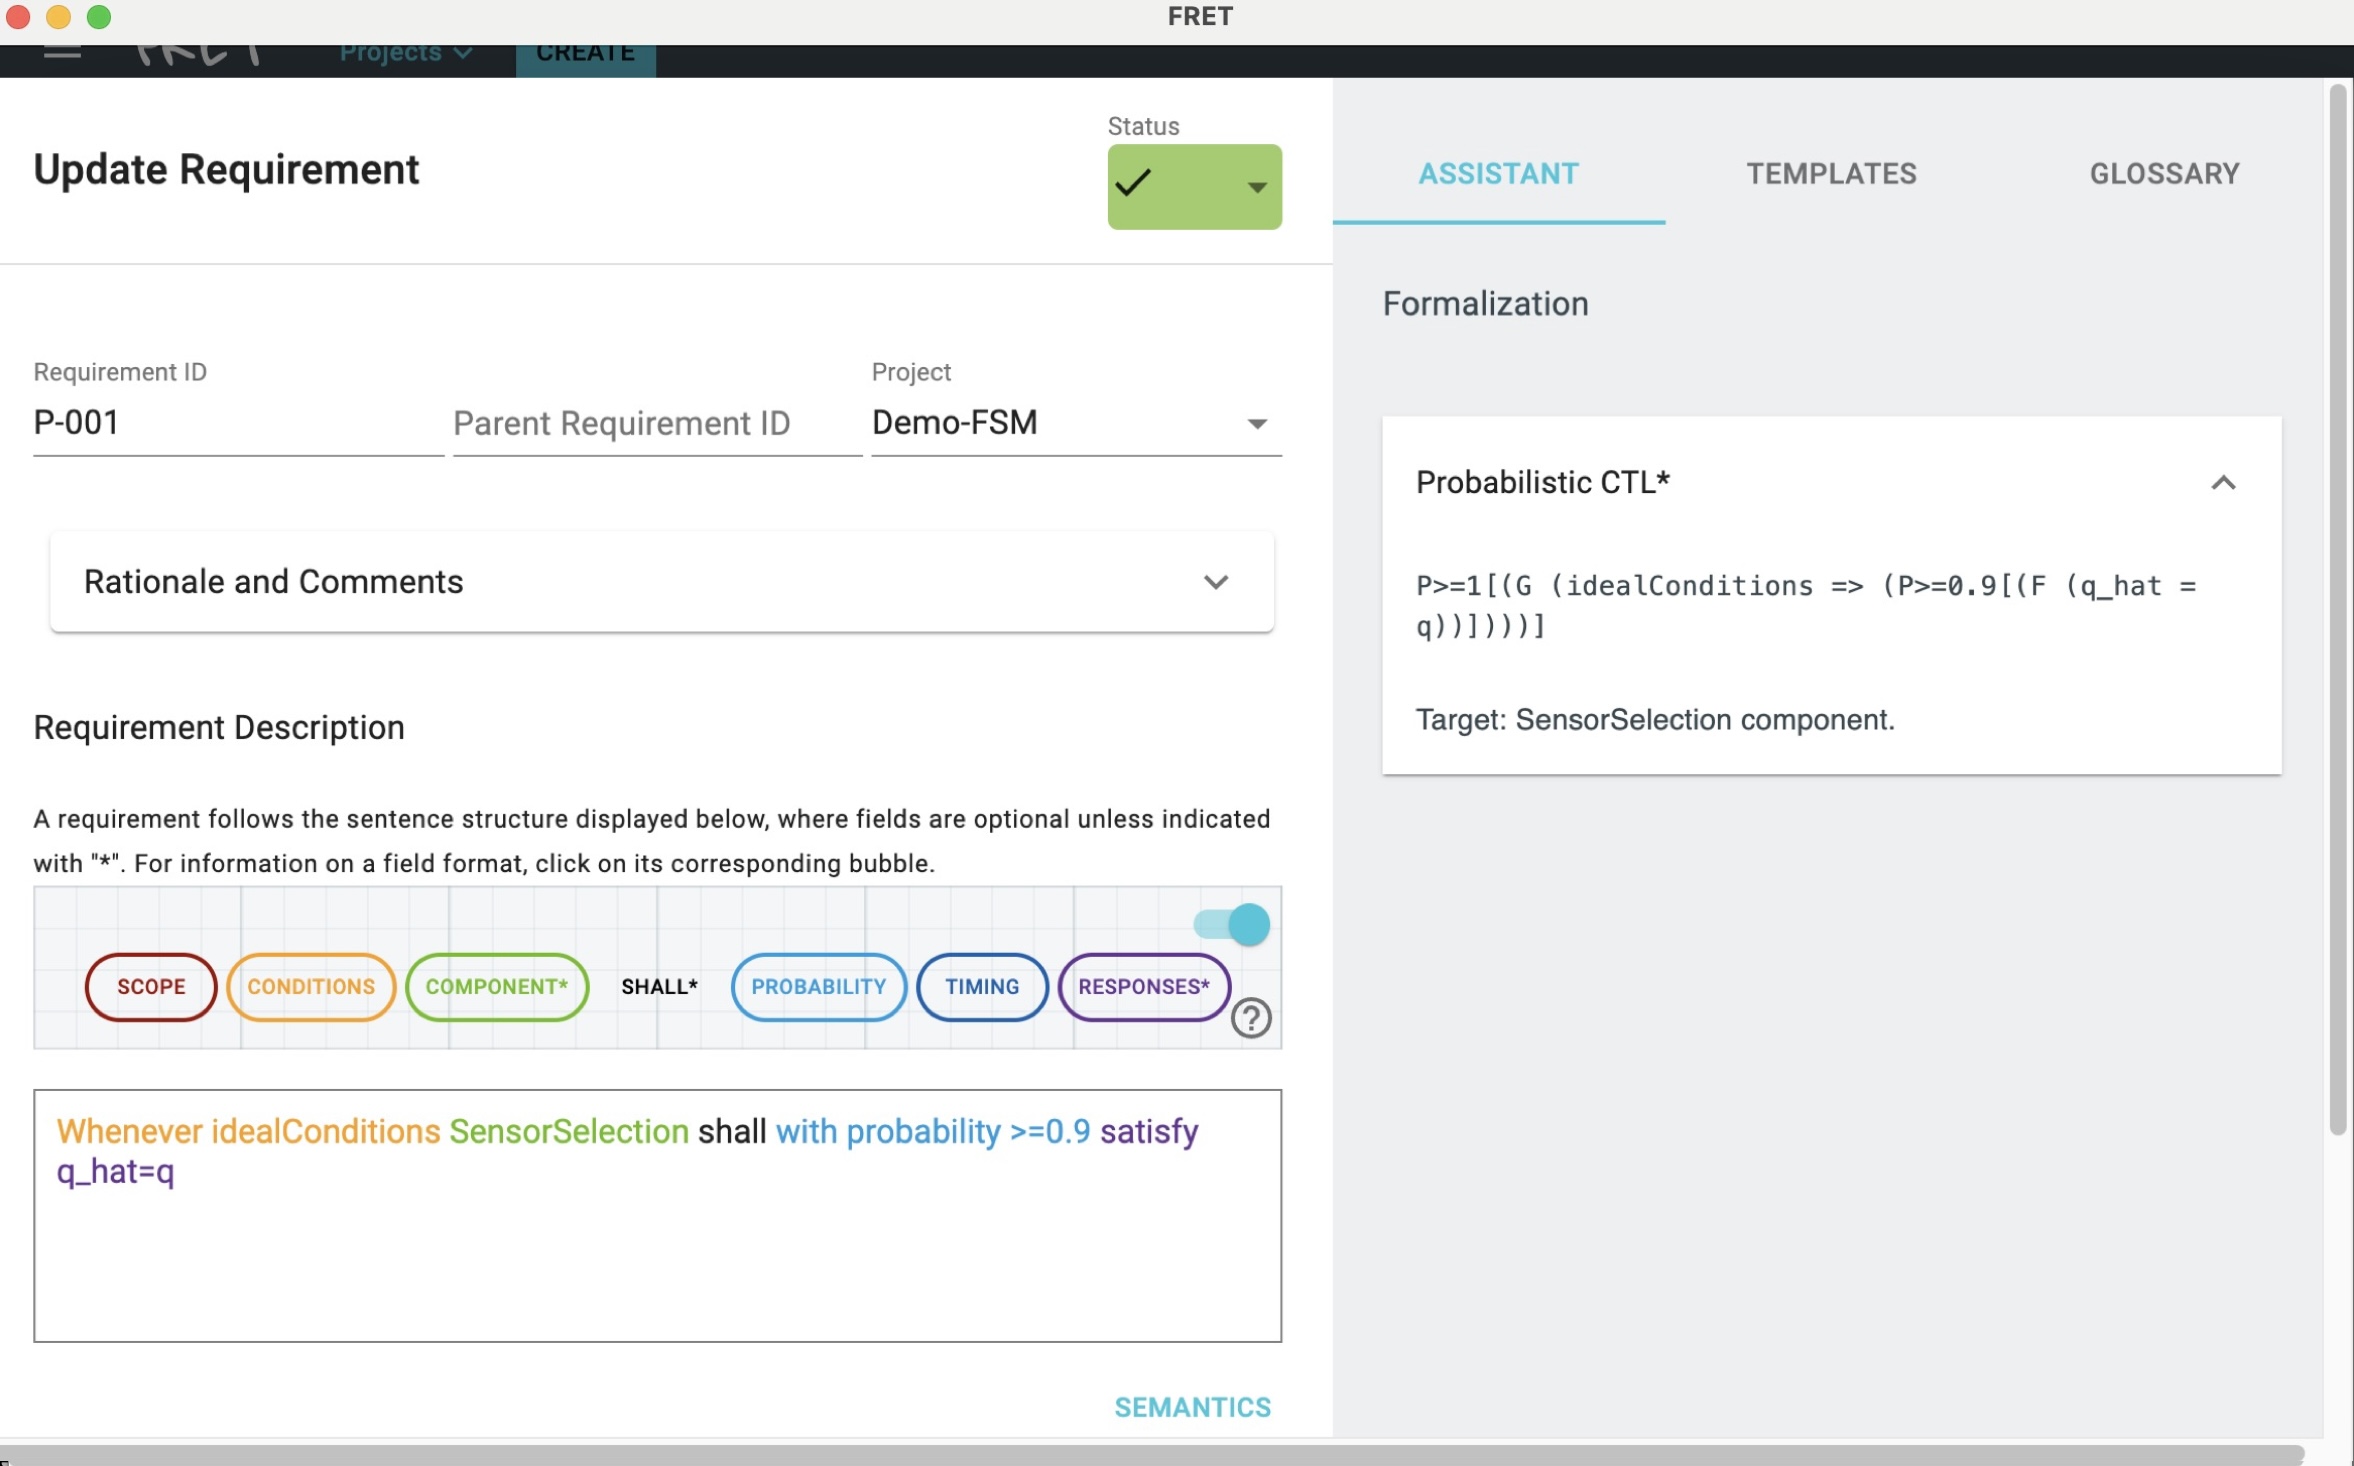 FRET
FRET Projects CREATE
Update Requirement
Status
ASSISTANT TEMPLATES GLOSSARY
Formalization
Requirement ID
P-001
Parent Requirement ID
Project
Demo-FSM
Rationale and Comments
Probabilistic CTL*
P>=1[(G (idealConditions => (P>=0.9[(F (q_hat =
q))])))]
Target: SensorSelection component.
Requirement Description
A requirement follows the sentence structure displayed below, where fields are optional unless indicated
with "*". For information on a field format, click on its corresponding bubble.
SCOPE CONDITIONS COMPONENT* SHALL* PROBABILITY TIMING RESPONSES*
?
Whenever idealConditions SensorSelection shall with probability >=0.9 satisfy
q_hat=q
SEMANTICS